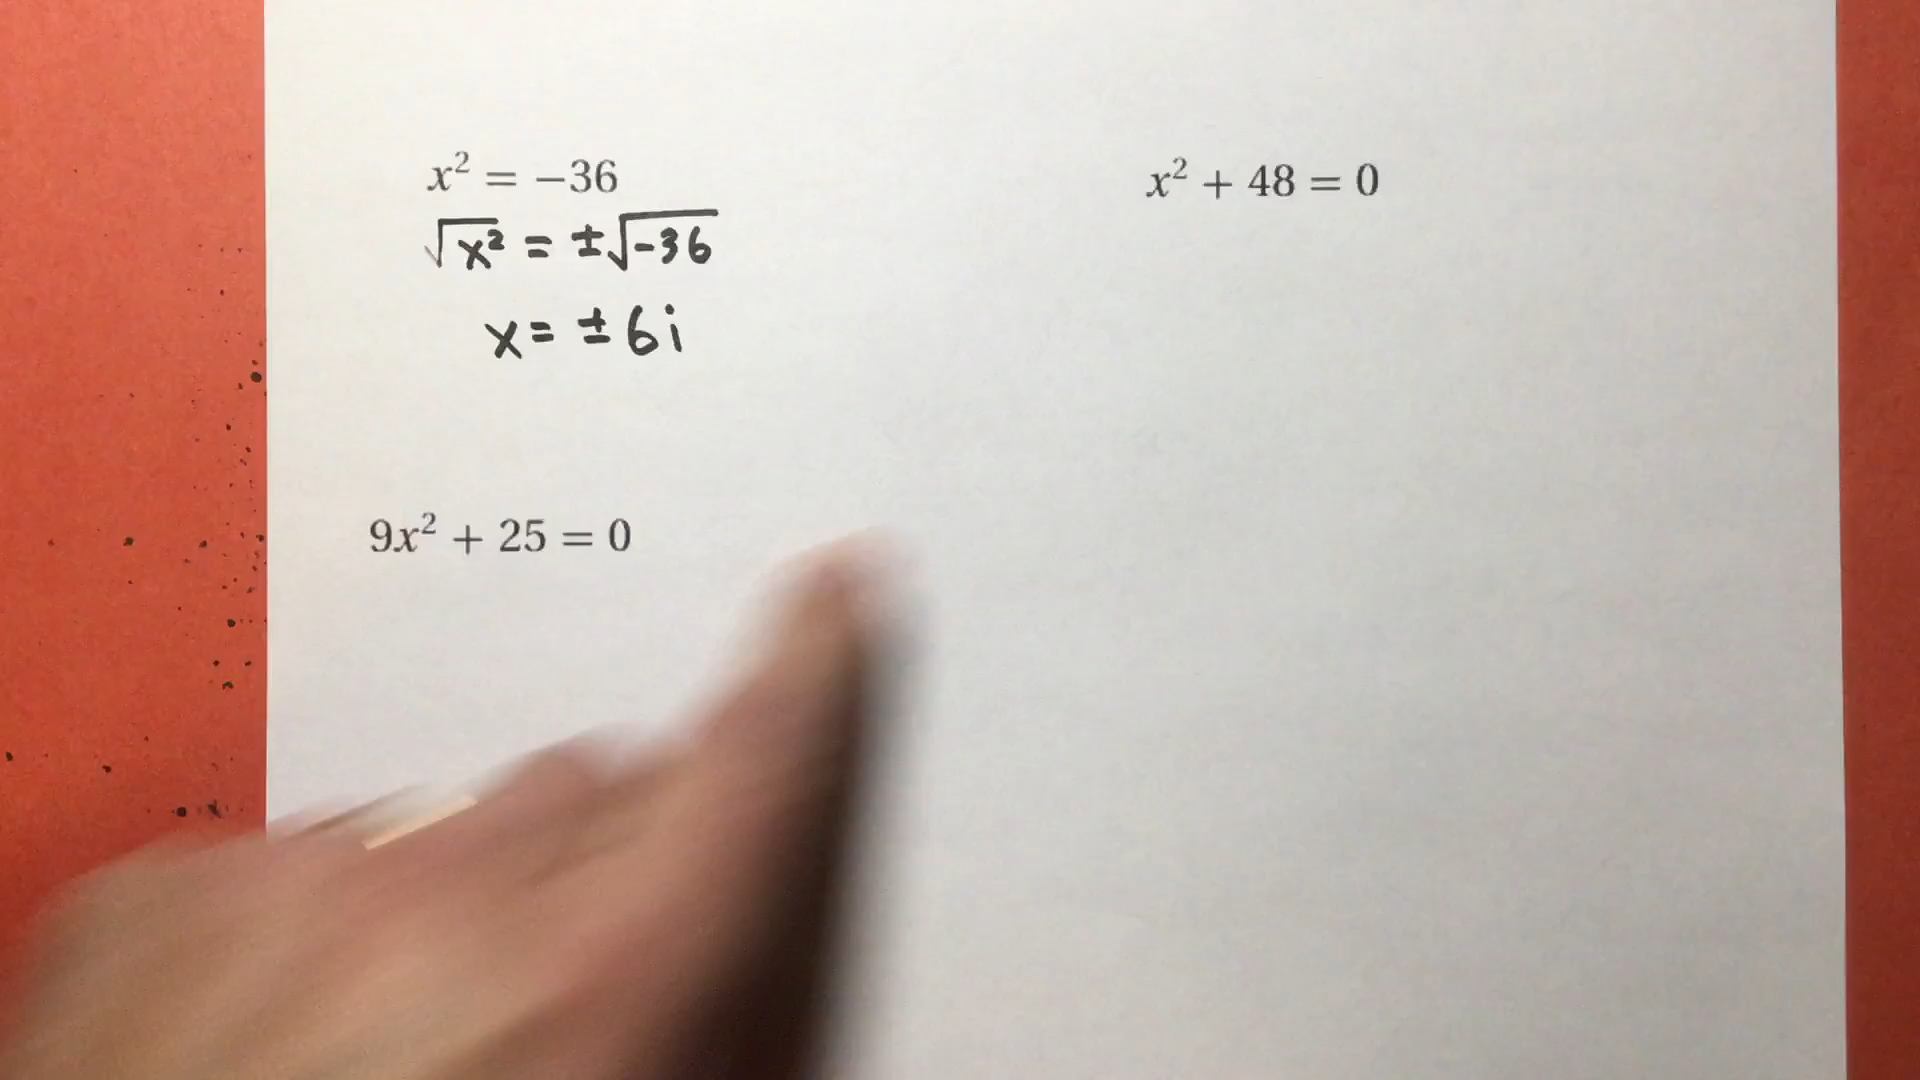 x² = −36
√x² = ±√-36
x = ± 6i
x² + 48 = 0
9x² + 25 = 0